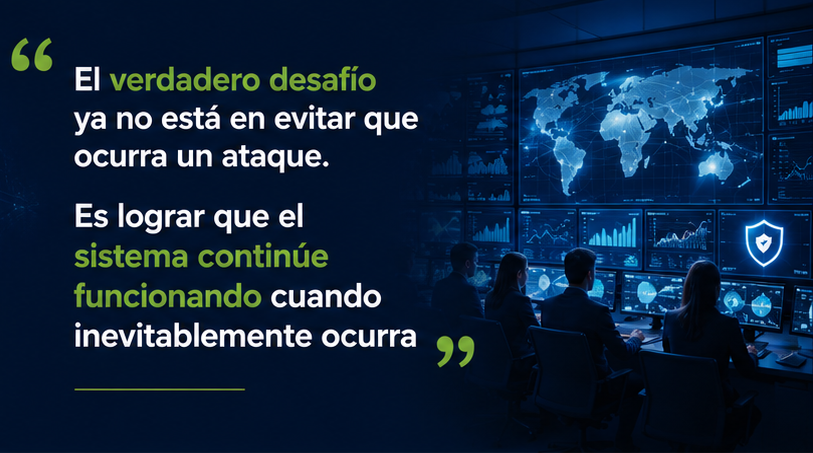 “
El verdadero desafío
ya no está en evitar que
ocurra un ataque.
Es lograr que el
sistema continúe
funcionando cuando
inevitablemente ocurra
”